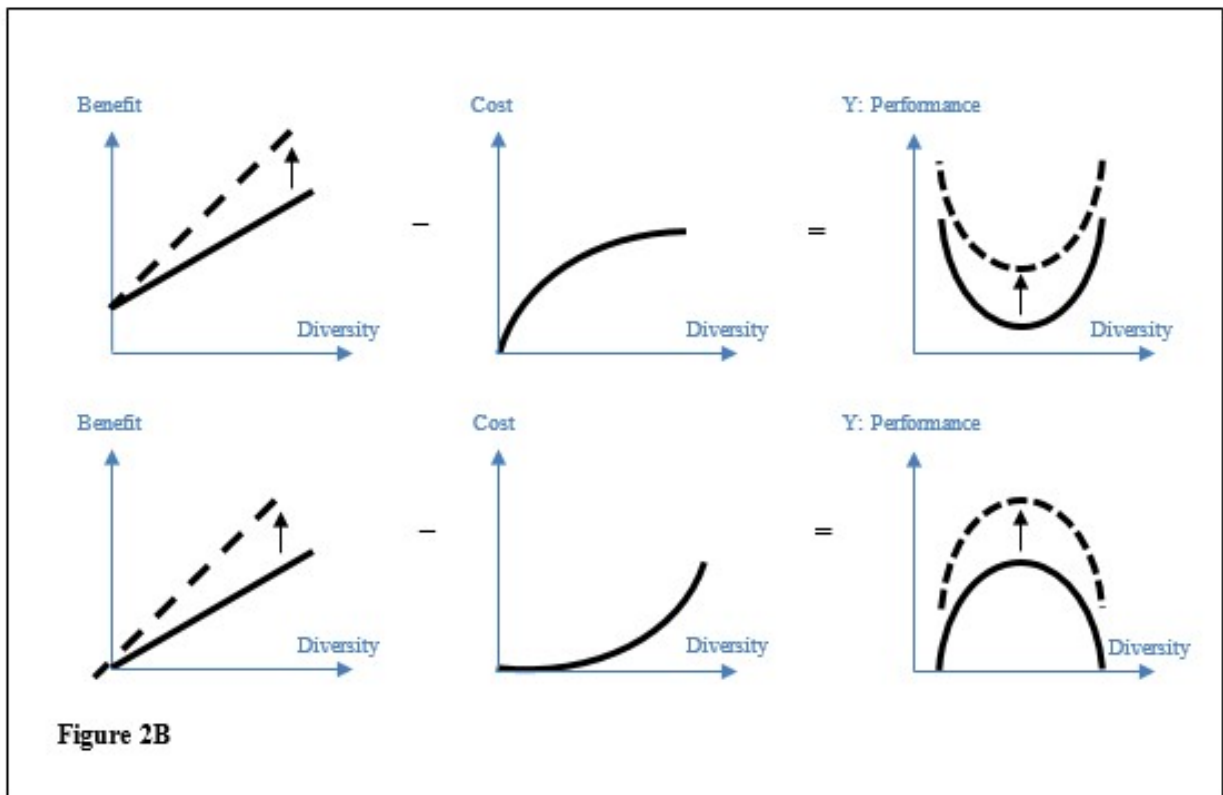 Benefit
Cost
Y: Performance
–
=
Diversity
Diversity
Diversity
Benefit
Cost
Y: Performance
–
=
Diversity
Diversity
Diversity
Figure 2B